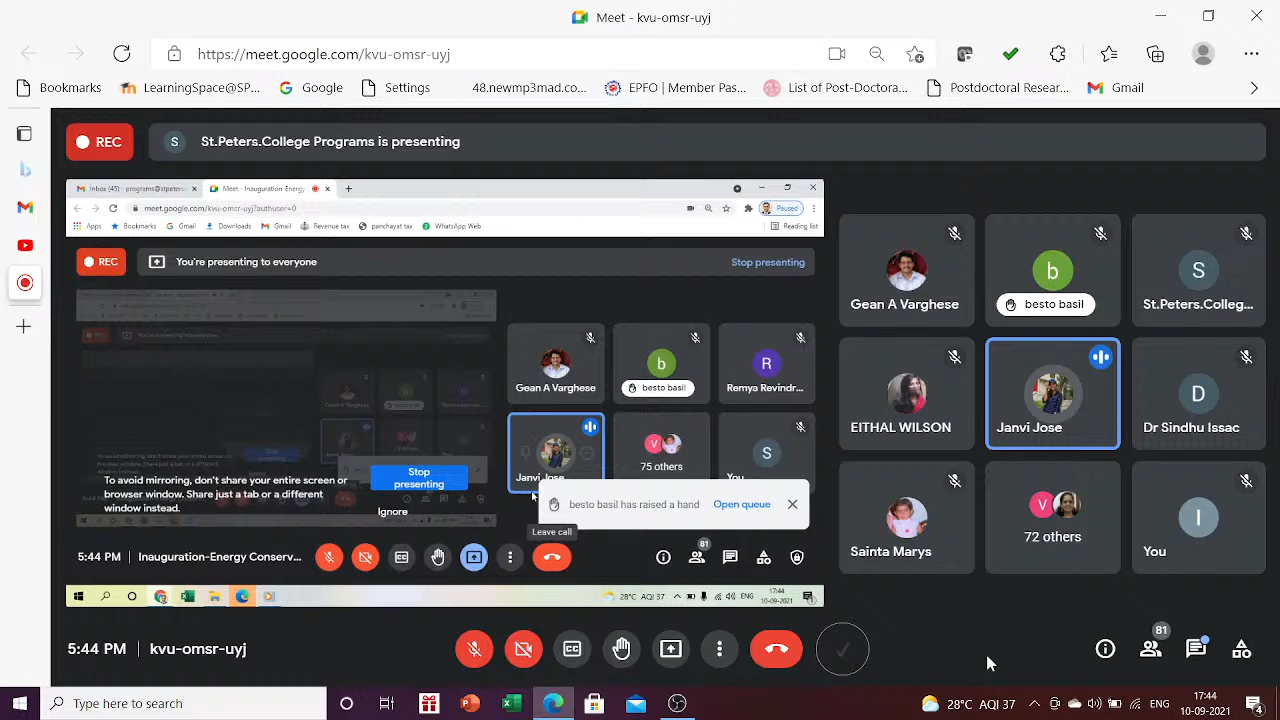 Meet - kvu-omsr-uyj
https://meet.google.com/kvu-omsr-uyj
Bookmarks LearningSpace@SP... Google Settings 48.newmp3mad.co... EPFO | Member Pas... List of Post-Doctora... Postdoctoral Resear... Gmail
REC S St.Peters.College Programs is presenting
Inbox (45) - programs@stpeters Meet - Inauguration-Energy
meet.google.com/kvu-omsr-uyj?authuser=0 Paused
Apps Bookmarks Gmail Downloads Gmail Revenue tax panchayat tax WhatsApp Web Reading list
REC You're presenting to everyone Stop presenting
Gean A Varghese
b
besto basil
R
Remya Revindr...
Janvi Jose
V
75 others
S
You
To avoid mirroring, don't share your entire screen or
browser window. Share just a tab or a different
window instead.
Stop
presenting
Ignore
besto basil has raised a hand Open queue
Leave call
5:44 PM Inauguration-Energy Conserv... 81
28°C AQI 37 ENG 17:44
10-09-2021
Gean A Varghese
b
besto basil
S
St.Peters.Colleg...
EITHAL WILSON
Janvi Jose
D
Dr Sindhu Issac
Sainta Marys
V
72 others
I
You
5:44 PM kvu-omsr-uyj 81
Type here to search 28°C AQI 37 ENG 17:44
10-09-2021